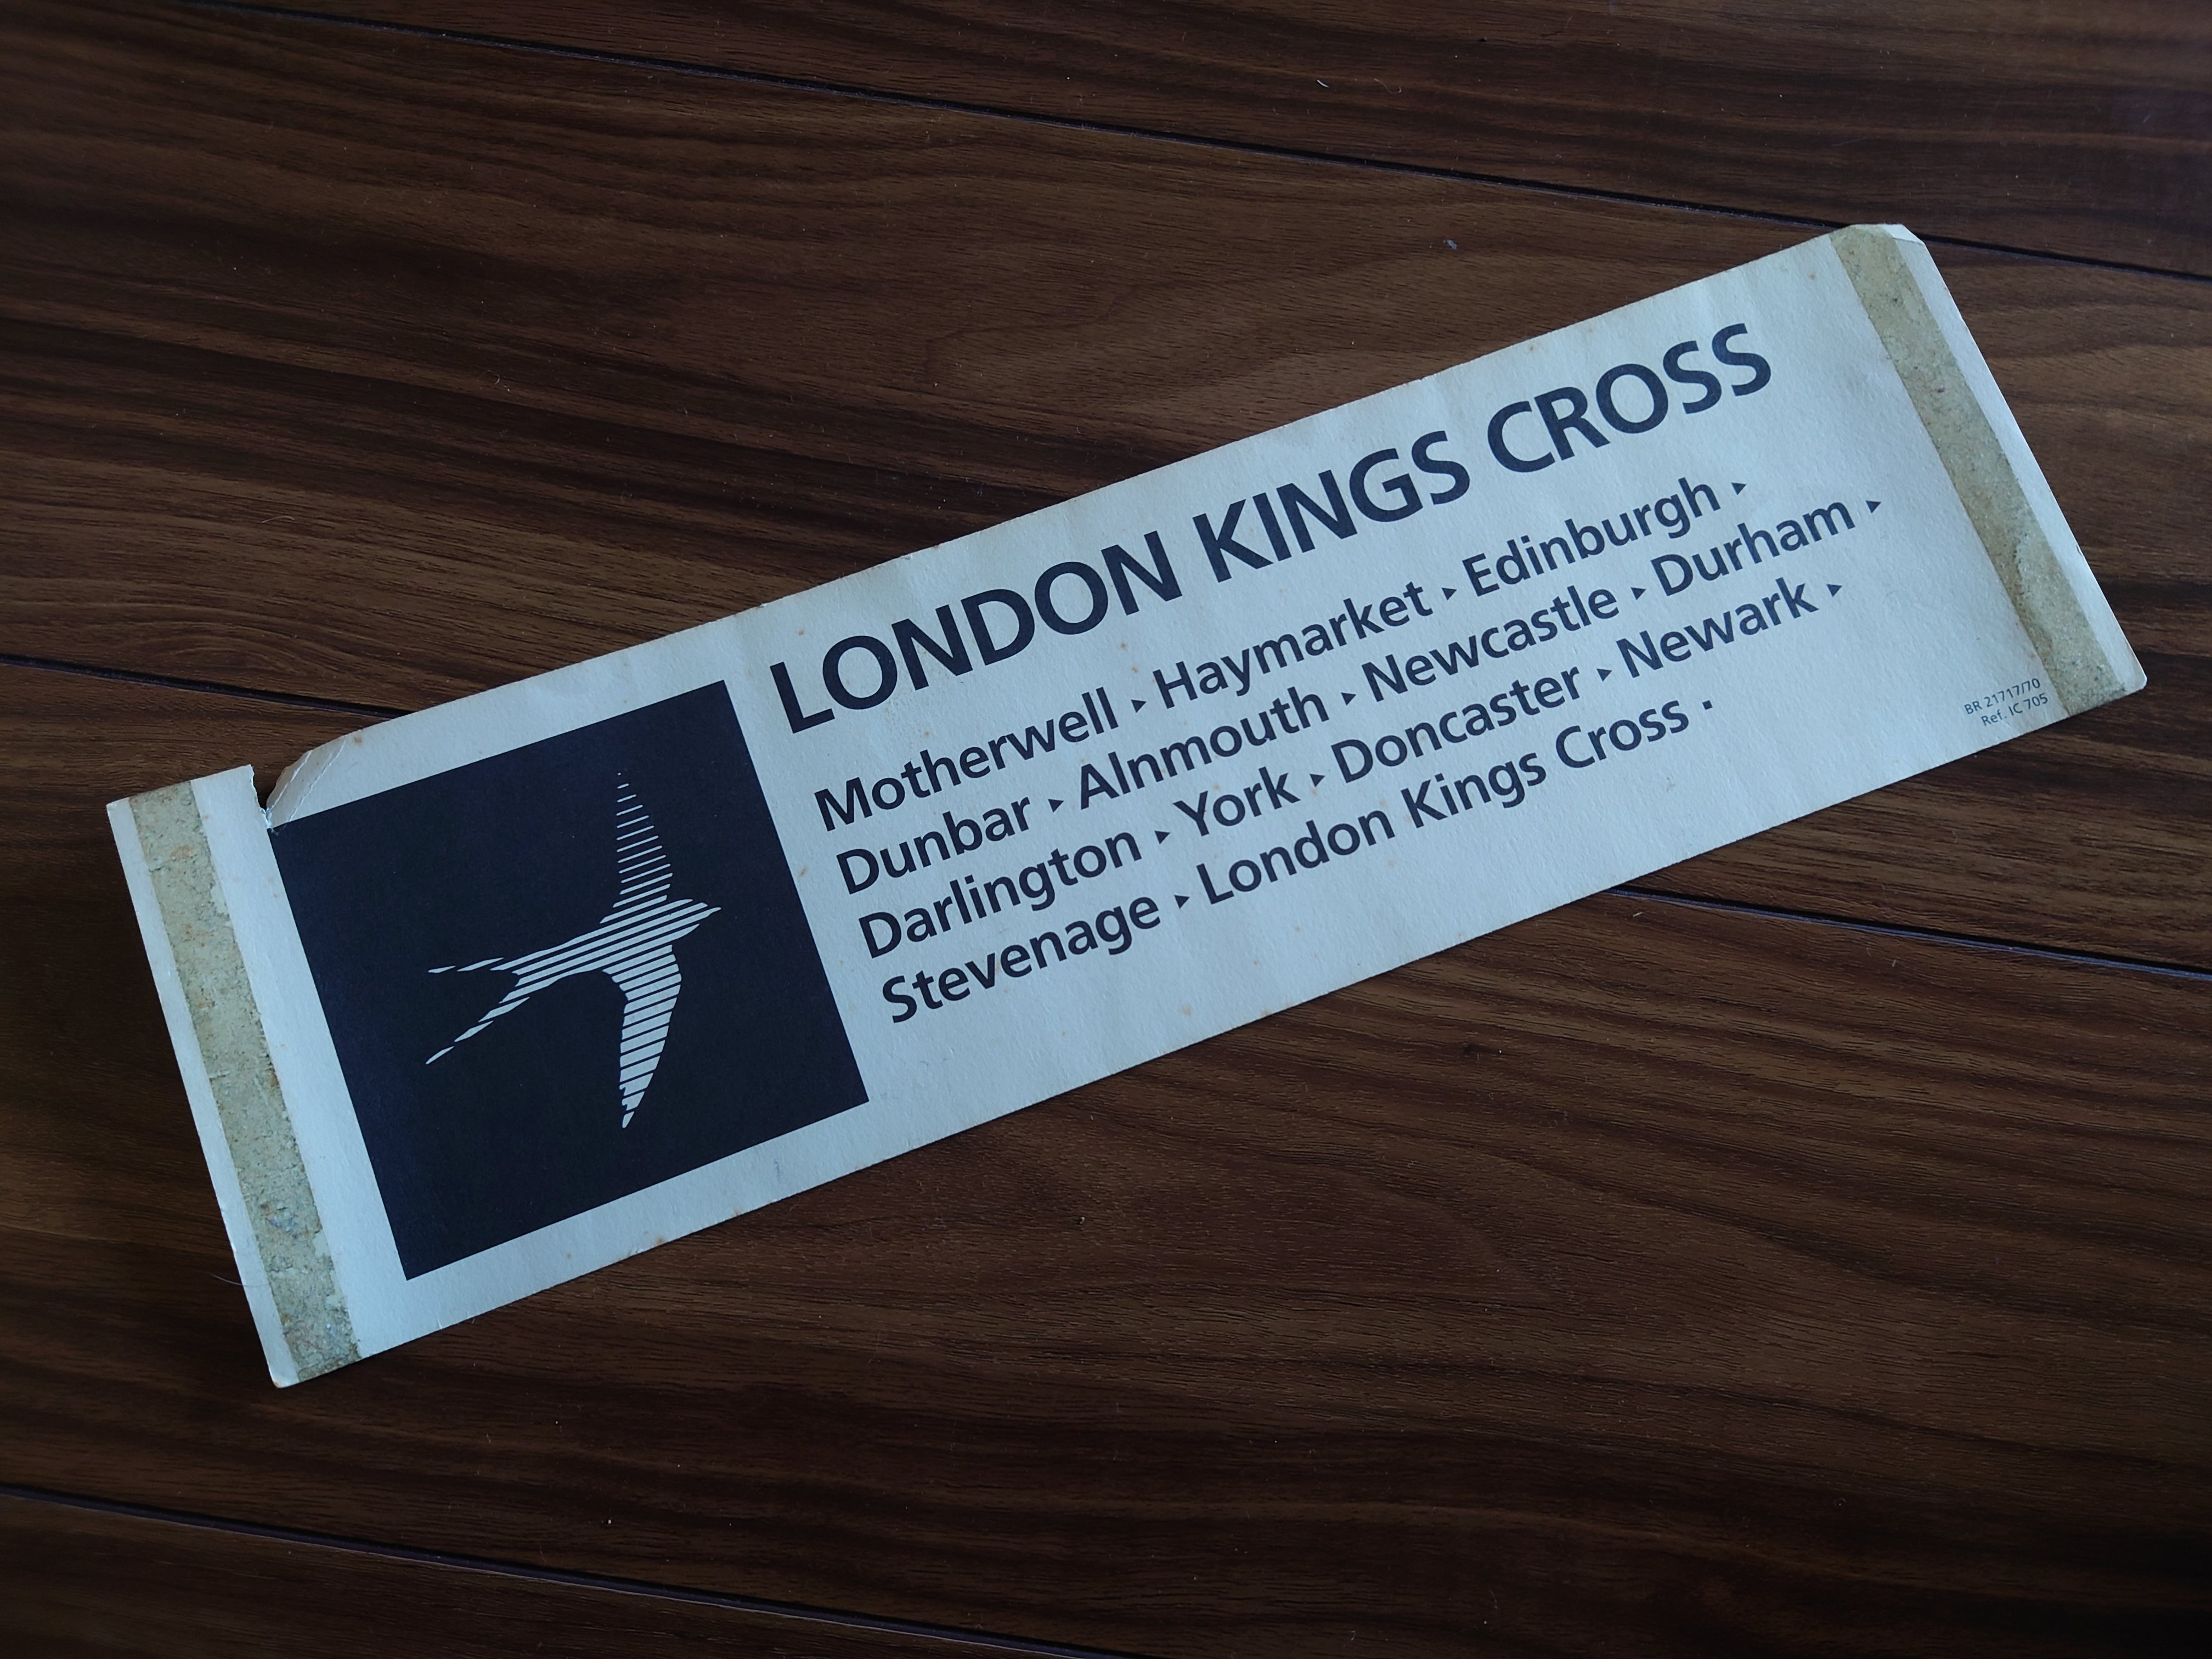 LONDON KINGS CROSS
Motherwell ▸ Haymarket ▸ Edinburgh ▸
Dunbar ▸ Alnmouth ▸ Newcastle ▸ Durham ▸
Darlington ▸ York ▸ Doncaster ▸ Newark ▸
Stevenage ▸ London Kings Cross ·
BR 21717/70
Ref. IC 705